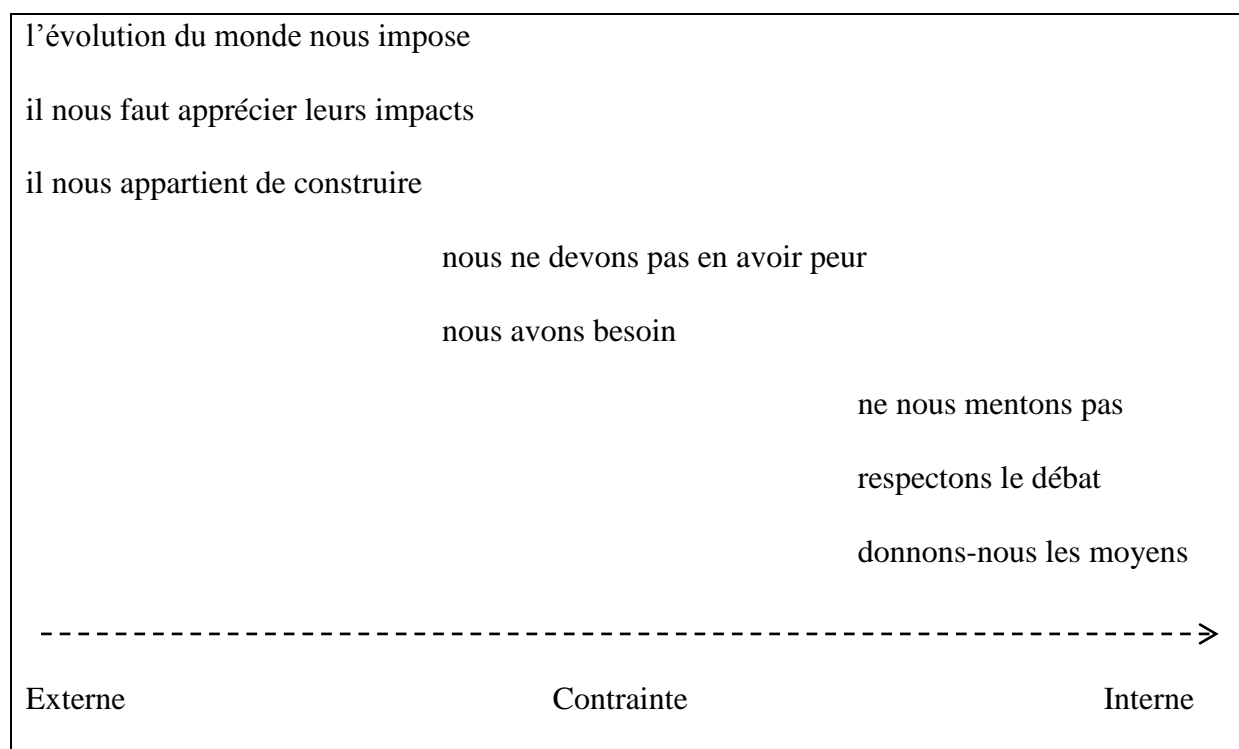 l’évolution du monde nous impose
il nous faut apprécier leurs impacts
il nous appartient de construire
nous ne devons pas en avoir peur
nous avons besoin
ne nous mentons pas
respectons le débat
donnons-nous les moyens
Externe Contrainte Interne